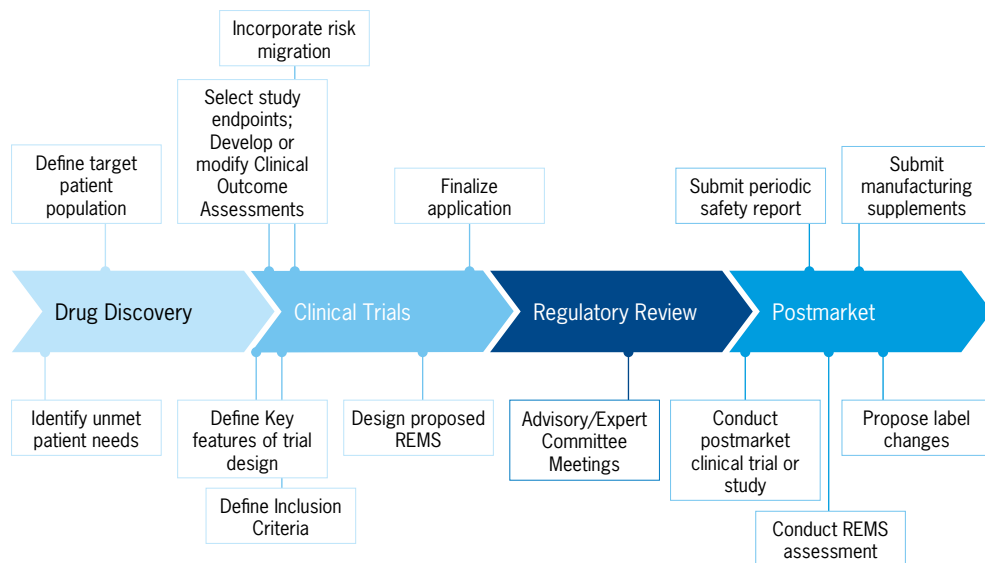 Incorporate risk
migration
Select study
endpoints;
Develop or
modify Clinical
Outcome
Assessments
Define target
patient
population
Finalize
application
Submit periodic
safety report
Submit
manufacturing
supplements
Drug Discovery
Clinical Trials
Regulatory Review
Postmarket
Identify unmet
patient needs
Define Key
features of trial
design
Define Inclusion
Criteria
Design proposed
REMS
Advisory/Expert
Committee
Meetings
Conduct
postmarket
clinical trial or
study
Conduct REMS
assessment
Propose label
changes